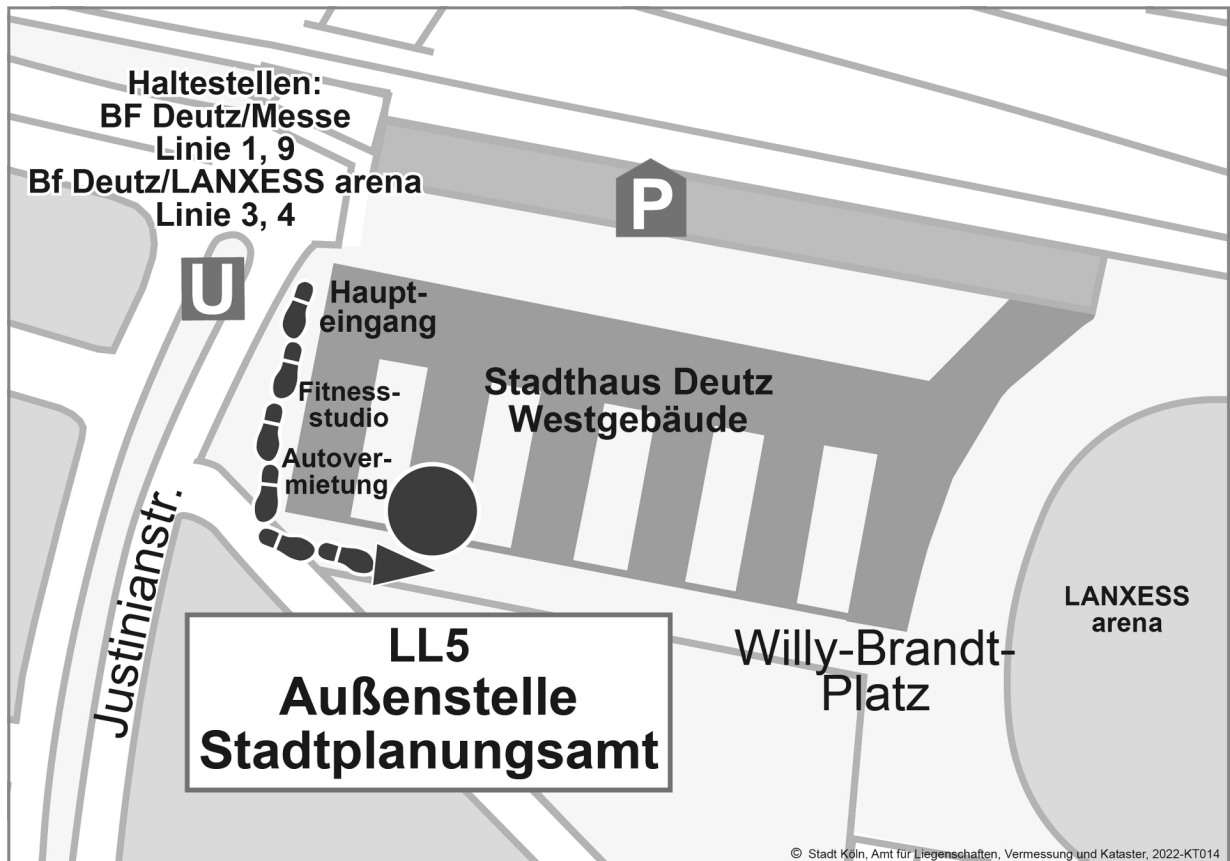 Haltestellen:
BF Deutz/Messe
Linie 1, 9
Bf Deutz/LANXESS arena
Linie 3, 4
P
U
Haupt-
eingang
Fitness-
studio
Autover-
mietung
Stadthaus Deutz
Westgebäude
Justinianstr.
LANXESS
arena
Willy-Brandt-
Platz
LL5
Außenstelle
Stadtplanungsamt
© Stadt Köln, Amt für Liegenschaften, Vermessung und Kataster, 2022-KT014